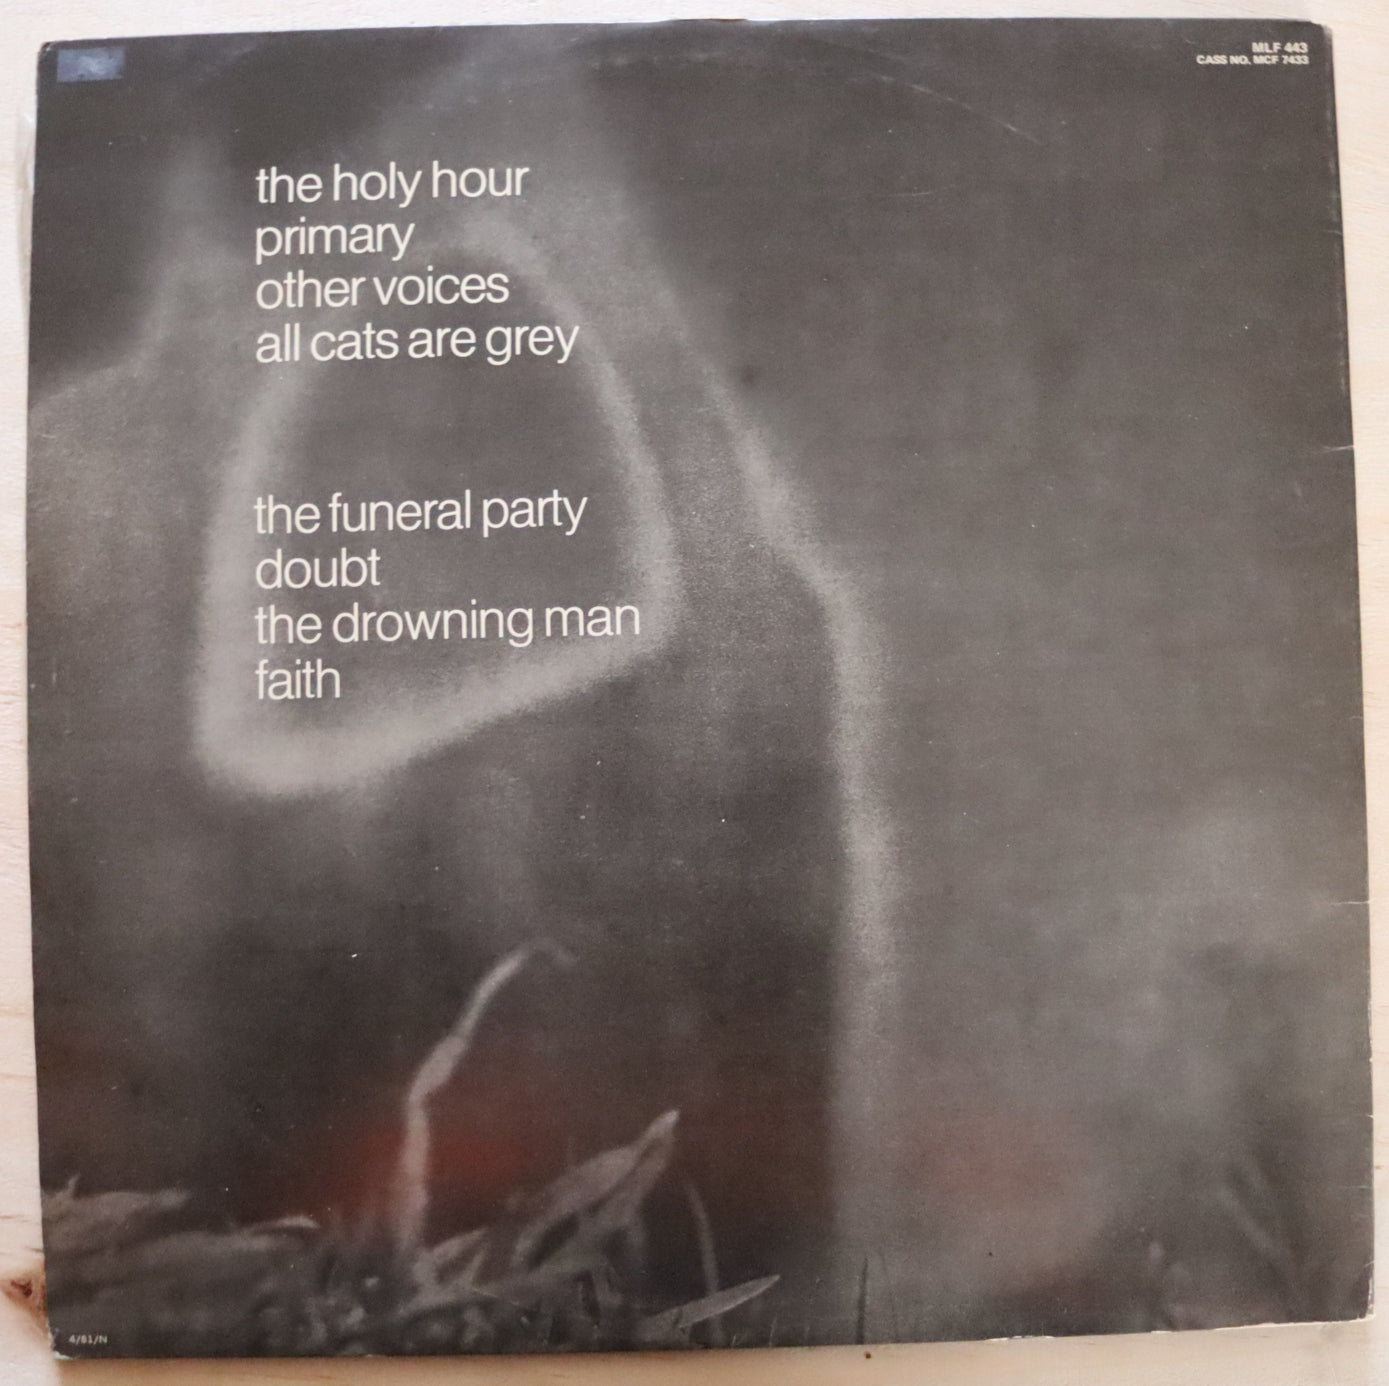 MLF 443
CASS NO. MCF 7433
the holy hour
primary
other voices
all cats are grey
the funeral party
doubt
the drowning man
faith
4/81/N